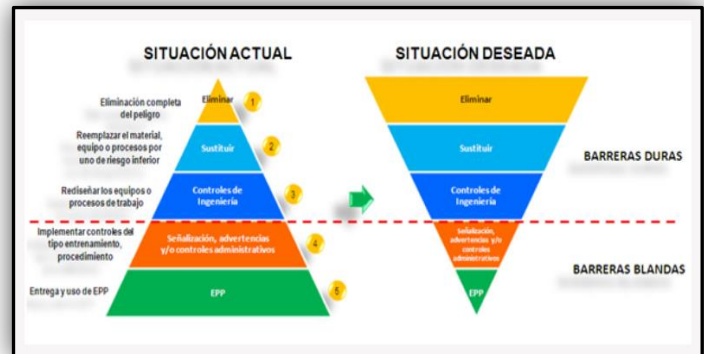 SITUACIÓN ACTUAL
Eliminación completa
del peligro
Eliminar
1
Reemplazar el material,
equipo o procesos por
uno de riesgo inferior
Sustituir
2
Rediseñar los equipos o
procesos de trabajo
Controles de
Ingeniería
3
Implementar controles del
tipo entrenamiento,
procedimiento
Señalización, advertencias
y/o controles administrativos
4
Entrega y uso de EPP
EPP
5
SITUACIÓN DESEADA
Eliminar
Sustituir
Controles de
Ingeniería
Señalización,
advertencias y/o
controles
administrativos
EPP
BARRERAS DURAS
BARRERAS BLANDAS